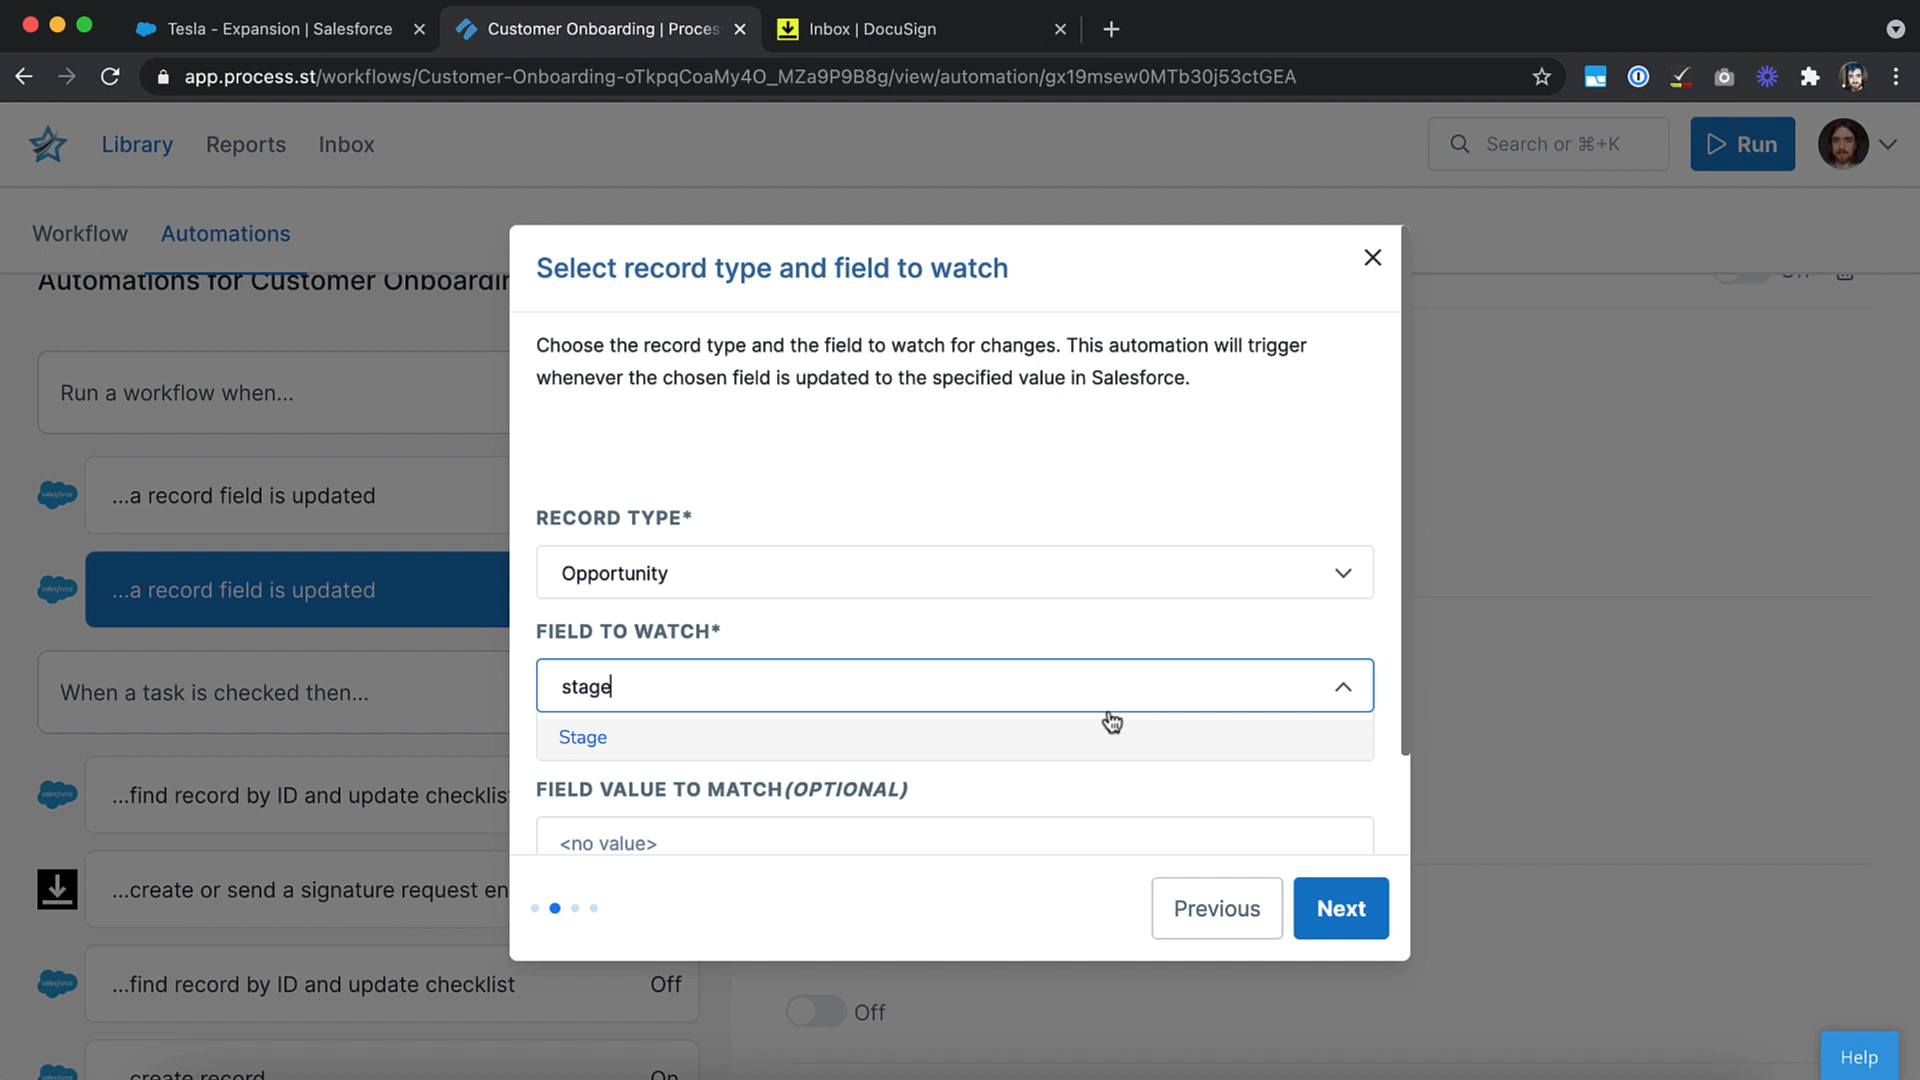 Tesla - Expansion | Salesforce
Customer Onboarding | Proces
Inbox | DocuSign
app.process.st/workflows/Customer-Onboarding-oTkpqCoaMy4O_MZa9P9B8g/view/automation/gx19msew0MTb30j53ctGEA
Library
Reports
Inbox
Search or ⌘+K
Run
Workflow
Automations
Automations for Customer Onboardin
Off
Run a workflow when...
salesforce
...a record field is updated
salesforce
...a record field is updated
When a task is checked then...
salesforce
...find record by ID and update checklis
...create or send a signature request en
salesforce
...find record by ID and update checklist
Off
...create record
On
Off
Select record type and field to watch
Choose the record type and the field to watch for changes. This automation will trigger
whenever the chosen field is updated to the specified value in Salesforce.
RECORD TYPE*
Opportunity
FIELD TO WATCH*
stage
Stage
FIELD VALUE TO MATCH(OPTIONAL)
<no value>
Previous
Next
Help